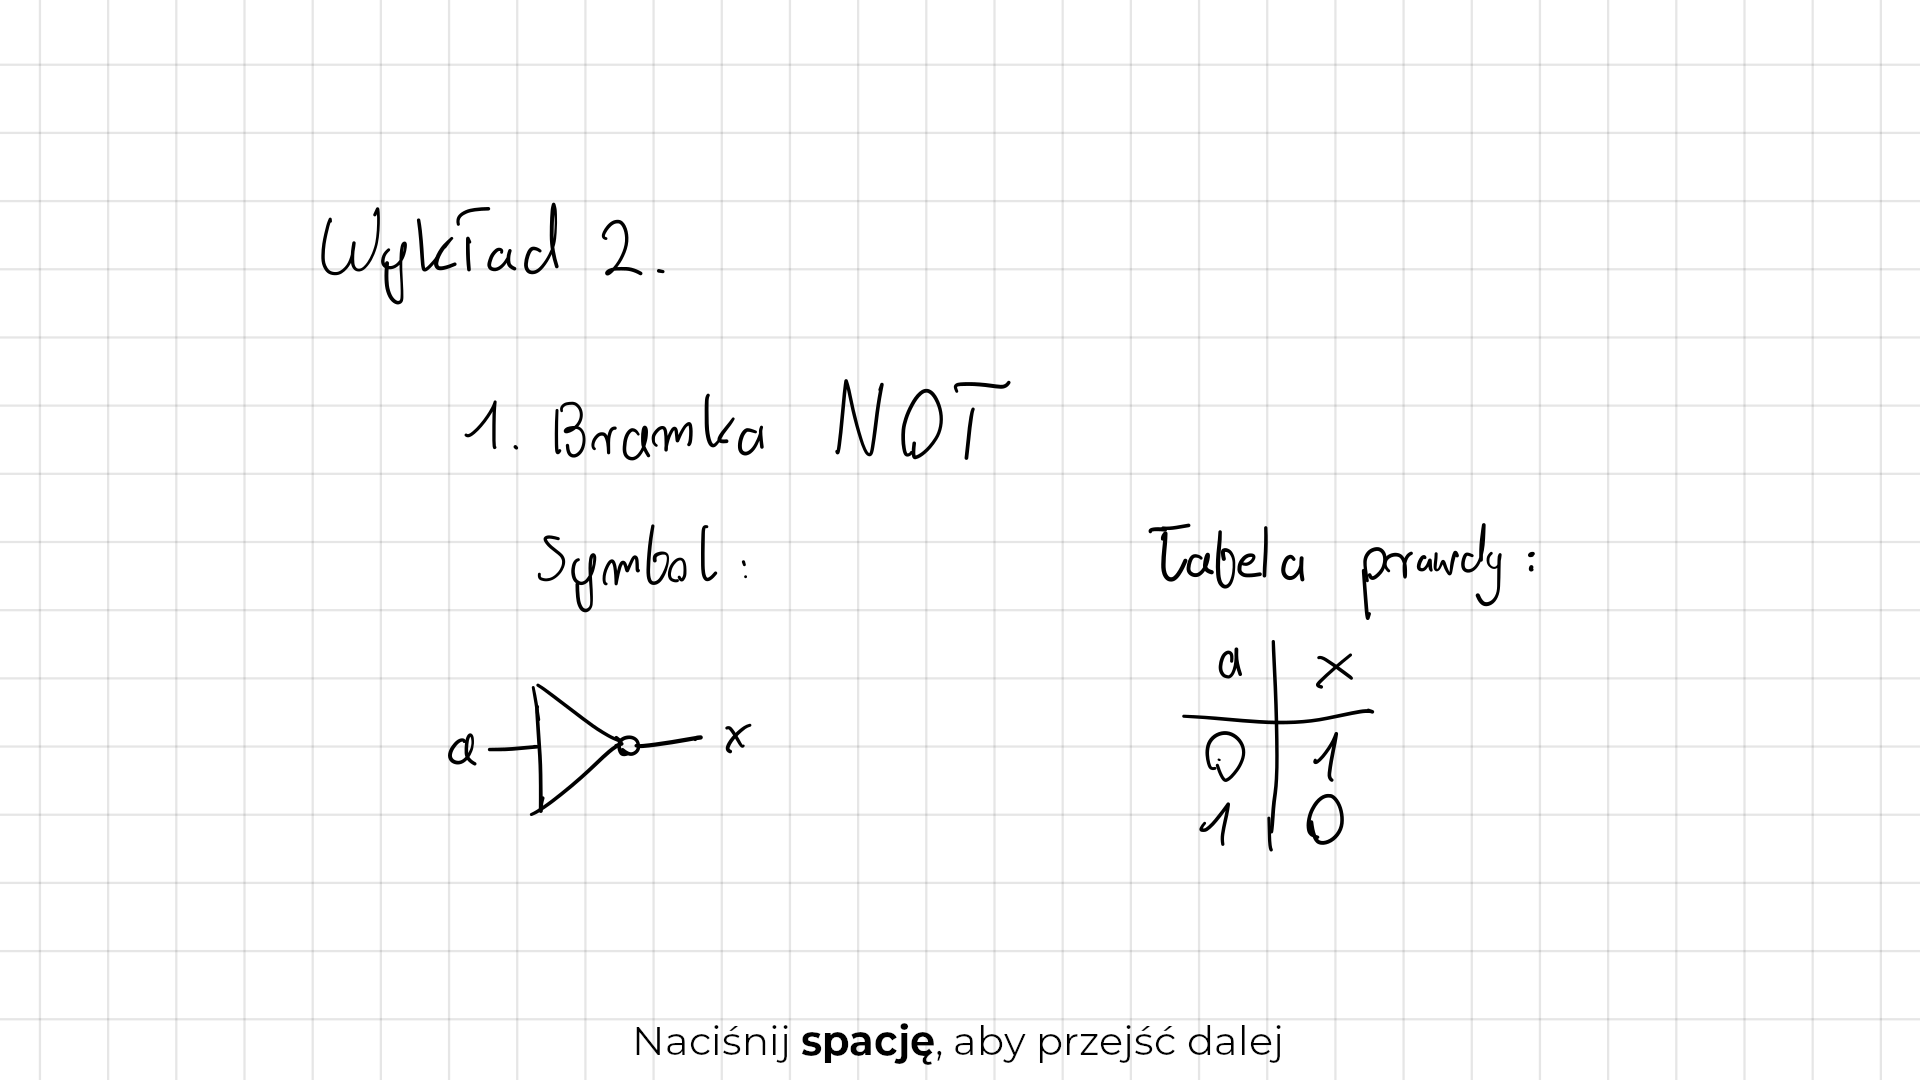 Wykład 2.
1. Bramka NOT
Symbol:
Tabela prawdy:
a x
a x
0 1
1 0
Naciśnij spację, aby przejść dalej